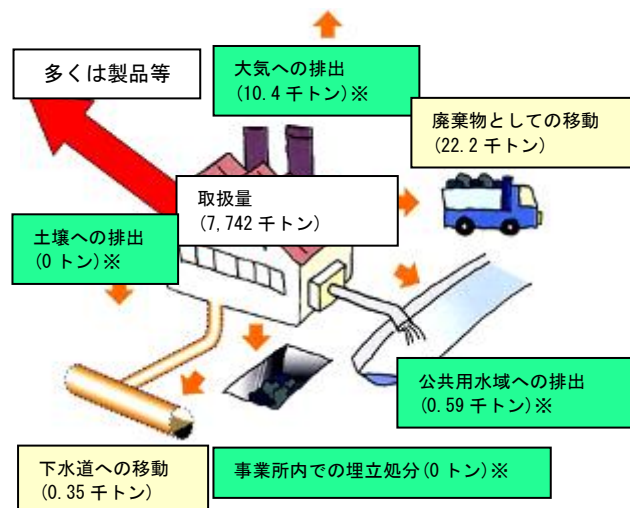 多くは製品等
大気への排出
(10.4 千トン)※
廃棄物としての移動
(22.2 千トン)
取扱量
(7,742 千トン)
土壌への排出
(0 トン)※
公共用水域への排出
(0.59 千トン)※
下水道への移動
(0.35 千トン)
事業所内での埋立処分(0 トン)※